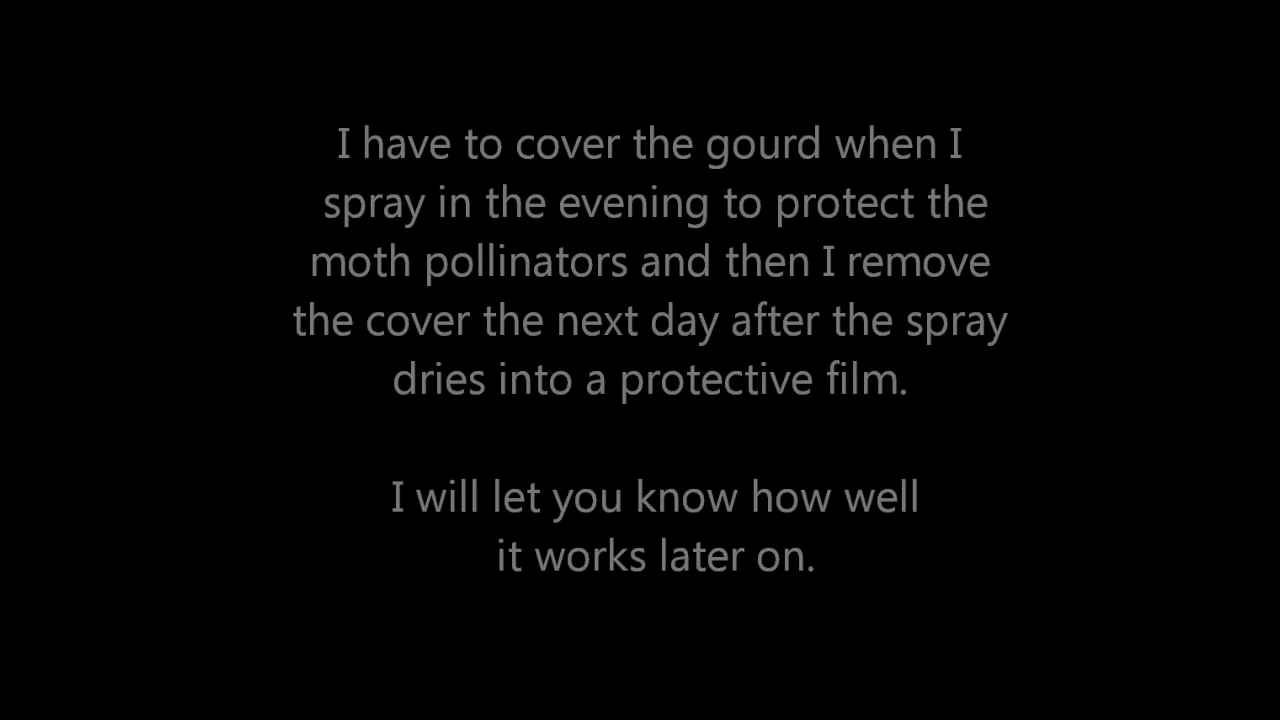 I have to cover the gourd when I
spray in the evening to protect the
moth pollinators and then I remove
the cover the next day after the spray
dries into a protective film.
I will let you know how well
it works later on.